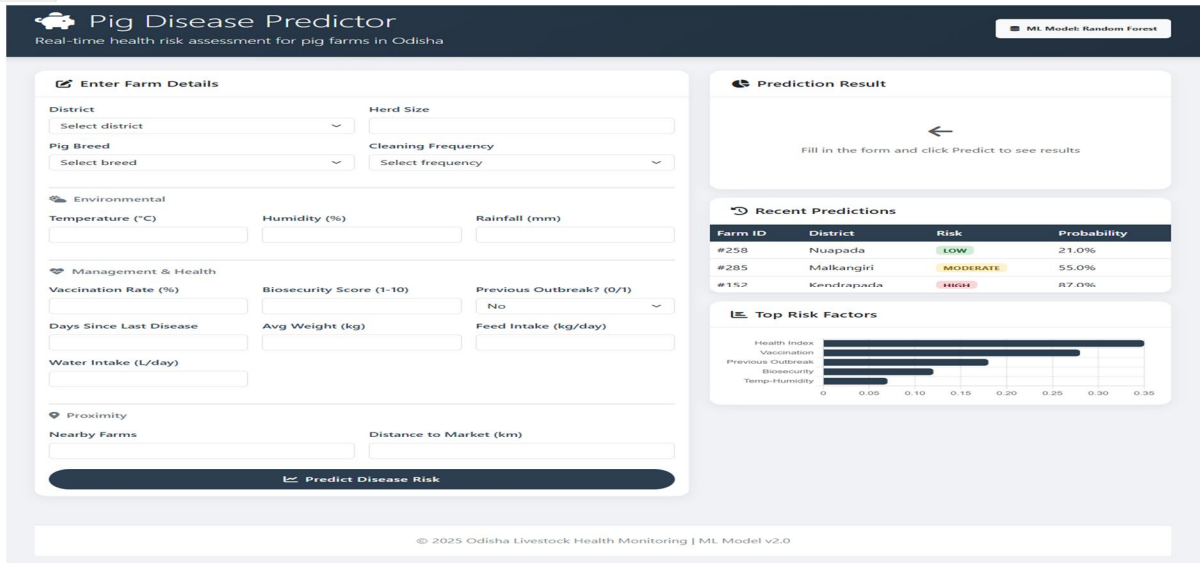 Pig Disease Predictor
Real-time health risk assessment for pig farms in Odisha
ML Model: Random Forest
Enter Farm Details
District Herd Size
Select district
Pig Breed Cleaning Frequency
Select breed Select frequency
Environmental
Temperature (°C) Humidity (%) Rainfall (mm)
Management & Health
Vaccination Rate (%) Biosecurity Score (1-10) Previous Outbreak? (0/1)
No
Days Since Last Disease Avg Weight (kg) Feed Intake (kg/day)
Water Intake (L/day)
Proximity
Nearby Farms Distance to Market (km)
Predict Disease Risk
Prediction Result
Fill in the form and click Predict to see results
Recent Predictions
Farm ID District Risk Probability
#258 Nuapada LOW 21.0%
#285 Malkangiri MODERATE 55.0%
#152 Kendrapada HIGH 87.0%
Top Risk Factors
Health Index
Vaccination
Previous Outbreak
Biosecurity
Temp-Humidity
0 0.05 0.10 0.15 0.20 0.25 0.30 0.35
© 2025 Odisha Livestock Health Monitoring | ML Model v2.0